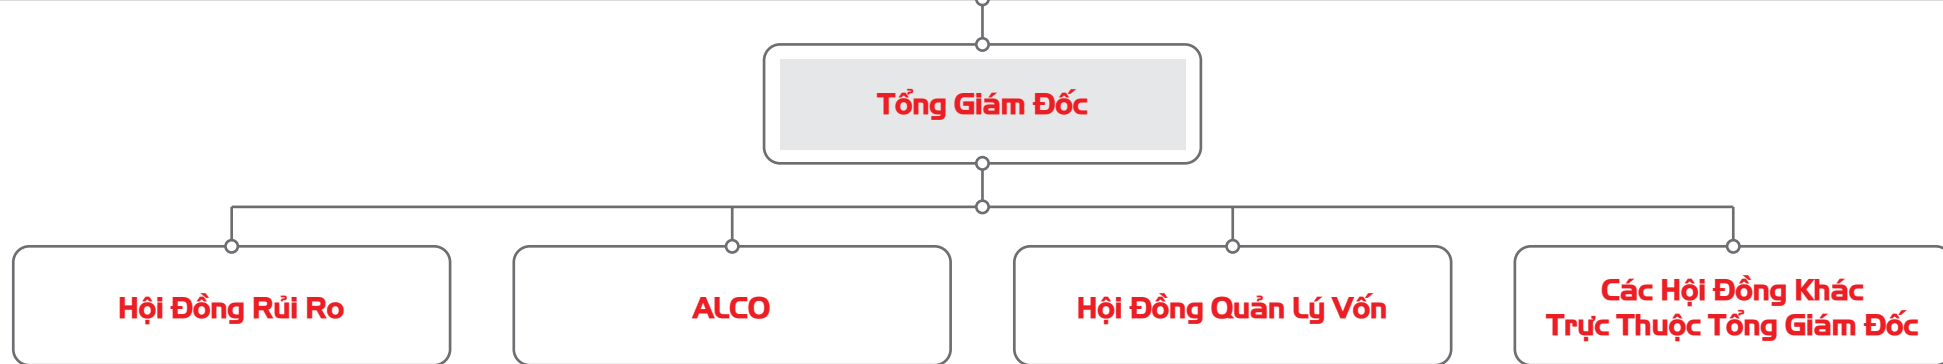 Tổng Giám Đốc
Hội Đồng Rủi Ro
ALCO
Hội Đồng Quản Lý Vốn
Các Hội Đồng Khác
Trực Thuộc Tổng Giám Đốc